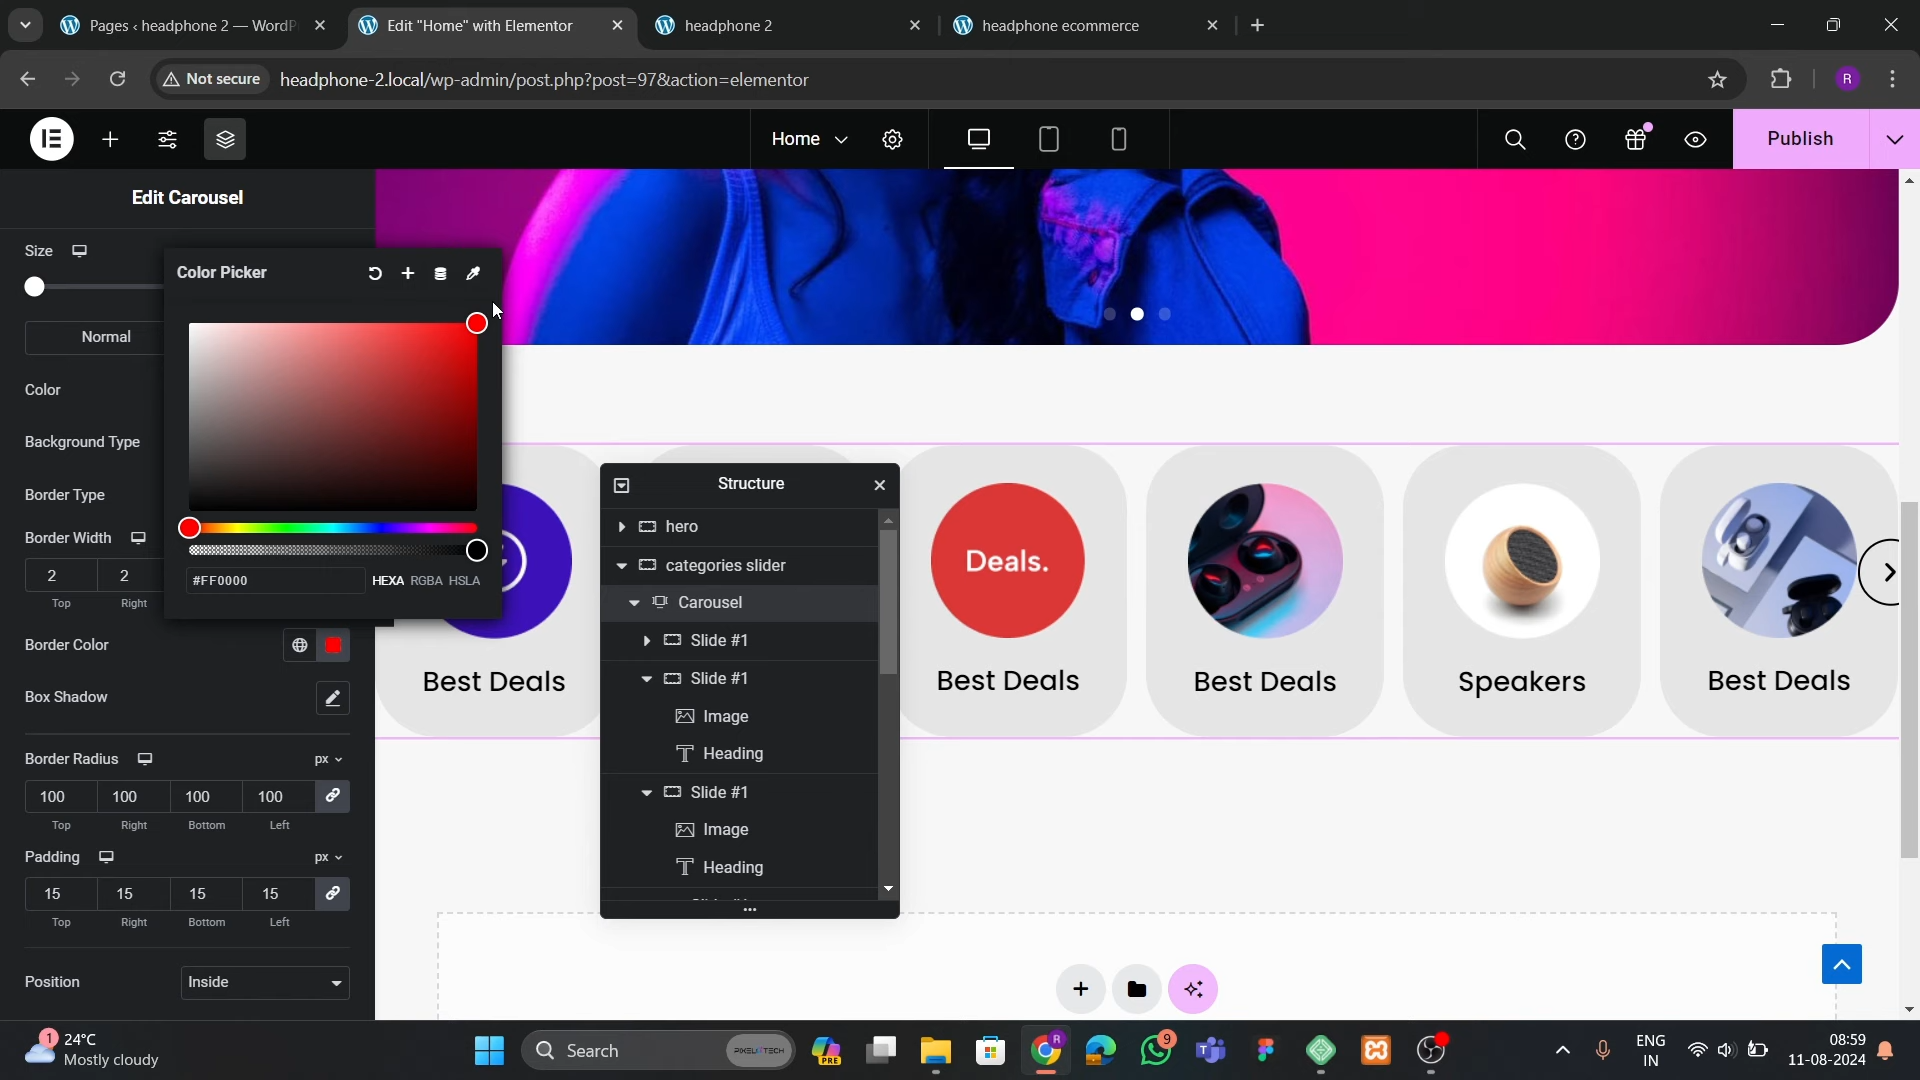 Pages ‹ headphone 2 — WordP
Edit "Home" with Elementor
headphone 2
headphone ecommerce
Not secure
headphone-2.local/wp-admin/post.php?post=97&action=elementor
R
Home
Publish
Edit Carousel
Size
Normal
Color
Background Type
Border Type
Border Width
2 2
Top Right
Border Color
Box Shadow
Border Radius px
100 100 100 100
Top Right Bottom Left
Padding px
15 15 15 15
Top Right Bottom Left
Position Inside
Color Picker
#FF0000 HEXA RGBA HSLA
Structure
hero
categories slider
Carousel
Slide #1
Slide #1
Image
Heading
Slide #1
Image
Heading
Deals.
Best Deals
Best Deals
Best Deals
Speakers
Best Deals
1
24°C
Mostly cloudy
Search
PIXELIOTECH
PRE
R
9
ENG
IN
08:59
11-08-2024